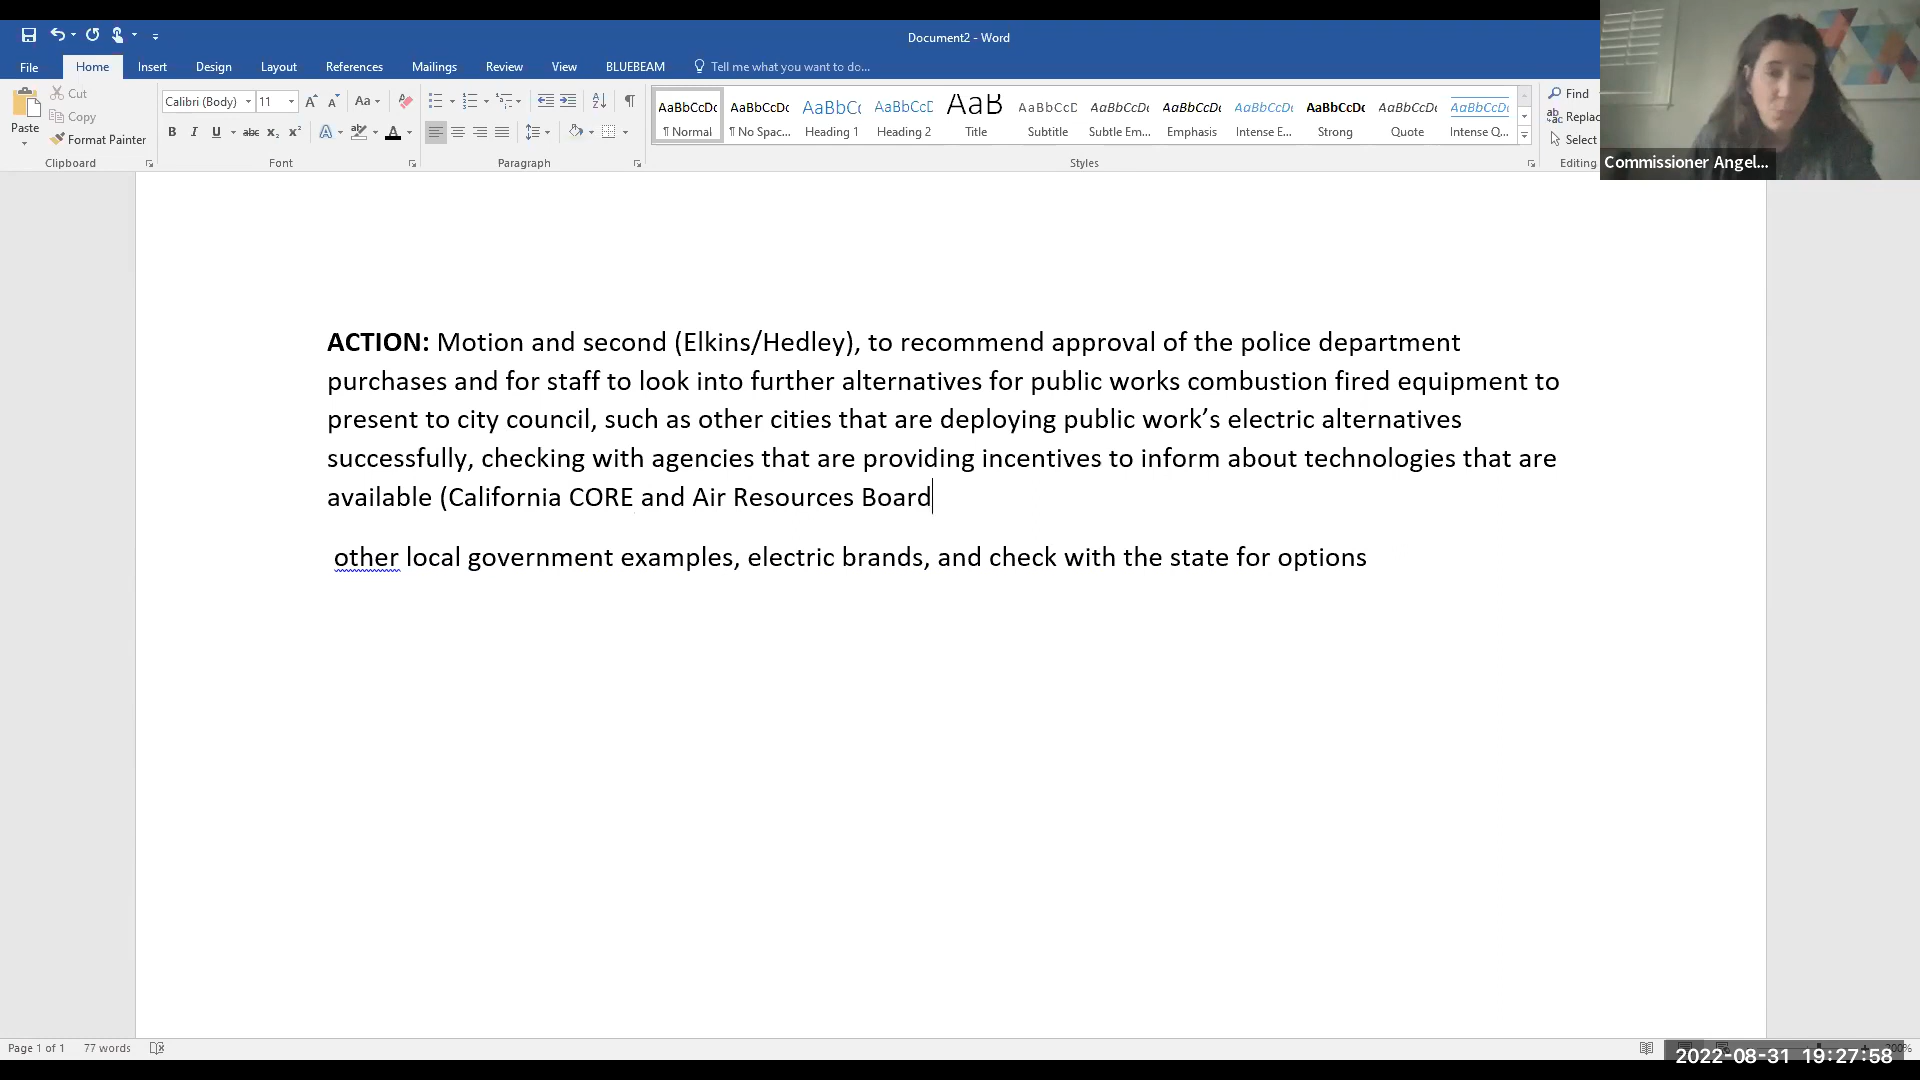 Document2 - Word
File Home Insert Design Layout References Mailings Review View BLUEBEAM Tell me what you want to do...
Paste
Cut
Copy
Format Painter
Clipboard
Calibri (Body) 11
Font
Paragraph
AaBbCcDc AaBbCcDc AaBbC( AaBbCcD AaB AaBbCcD AaBbCcDt AaBbCcDt AaBbCcDt AaBbCcDc AaBbCcDt AaBbCcDt
¶ Normal ¶ No Spac... Heading 1 Heading 2 Title Subtitle Subtle Em... Emphasis Intense E... Strong Quote Intense Q...
Styles
Find
Replac
Select
Editing
Commissioner Angel...
ACTION: Motion and second (Elkins/Hedley), to recommend approval of the police department
purchases and for staff to look into further alternatives for public works combustion fired equipment to
present to city council, such as other cities that are deploying public work’s electric alternatives
successfully, checking with agencies that are providing incentives to inform about technologies that are
available (California CORE and Air Resources Board
other local government examples, electric brands, and check with the state for options
Page 1 of 1 77 words
2022-08-31 19:27:58